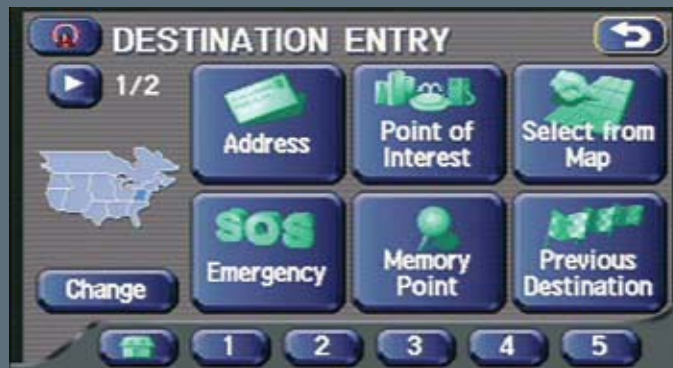 DESTINATION ENTRY
1/2
Address
Point of
Interest
Select from
Map
SOS
Emergency
Memory
Point
Previous
Destination
Change
1
2
3
4
5